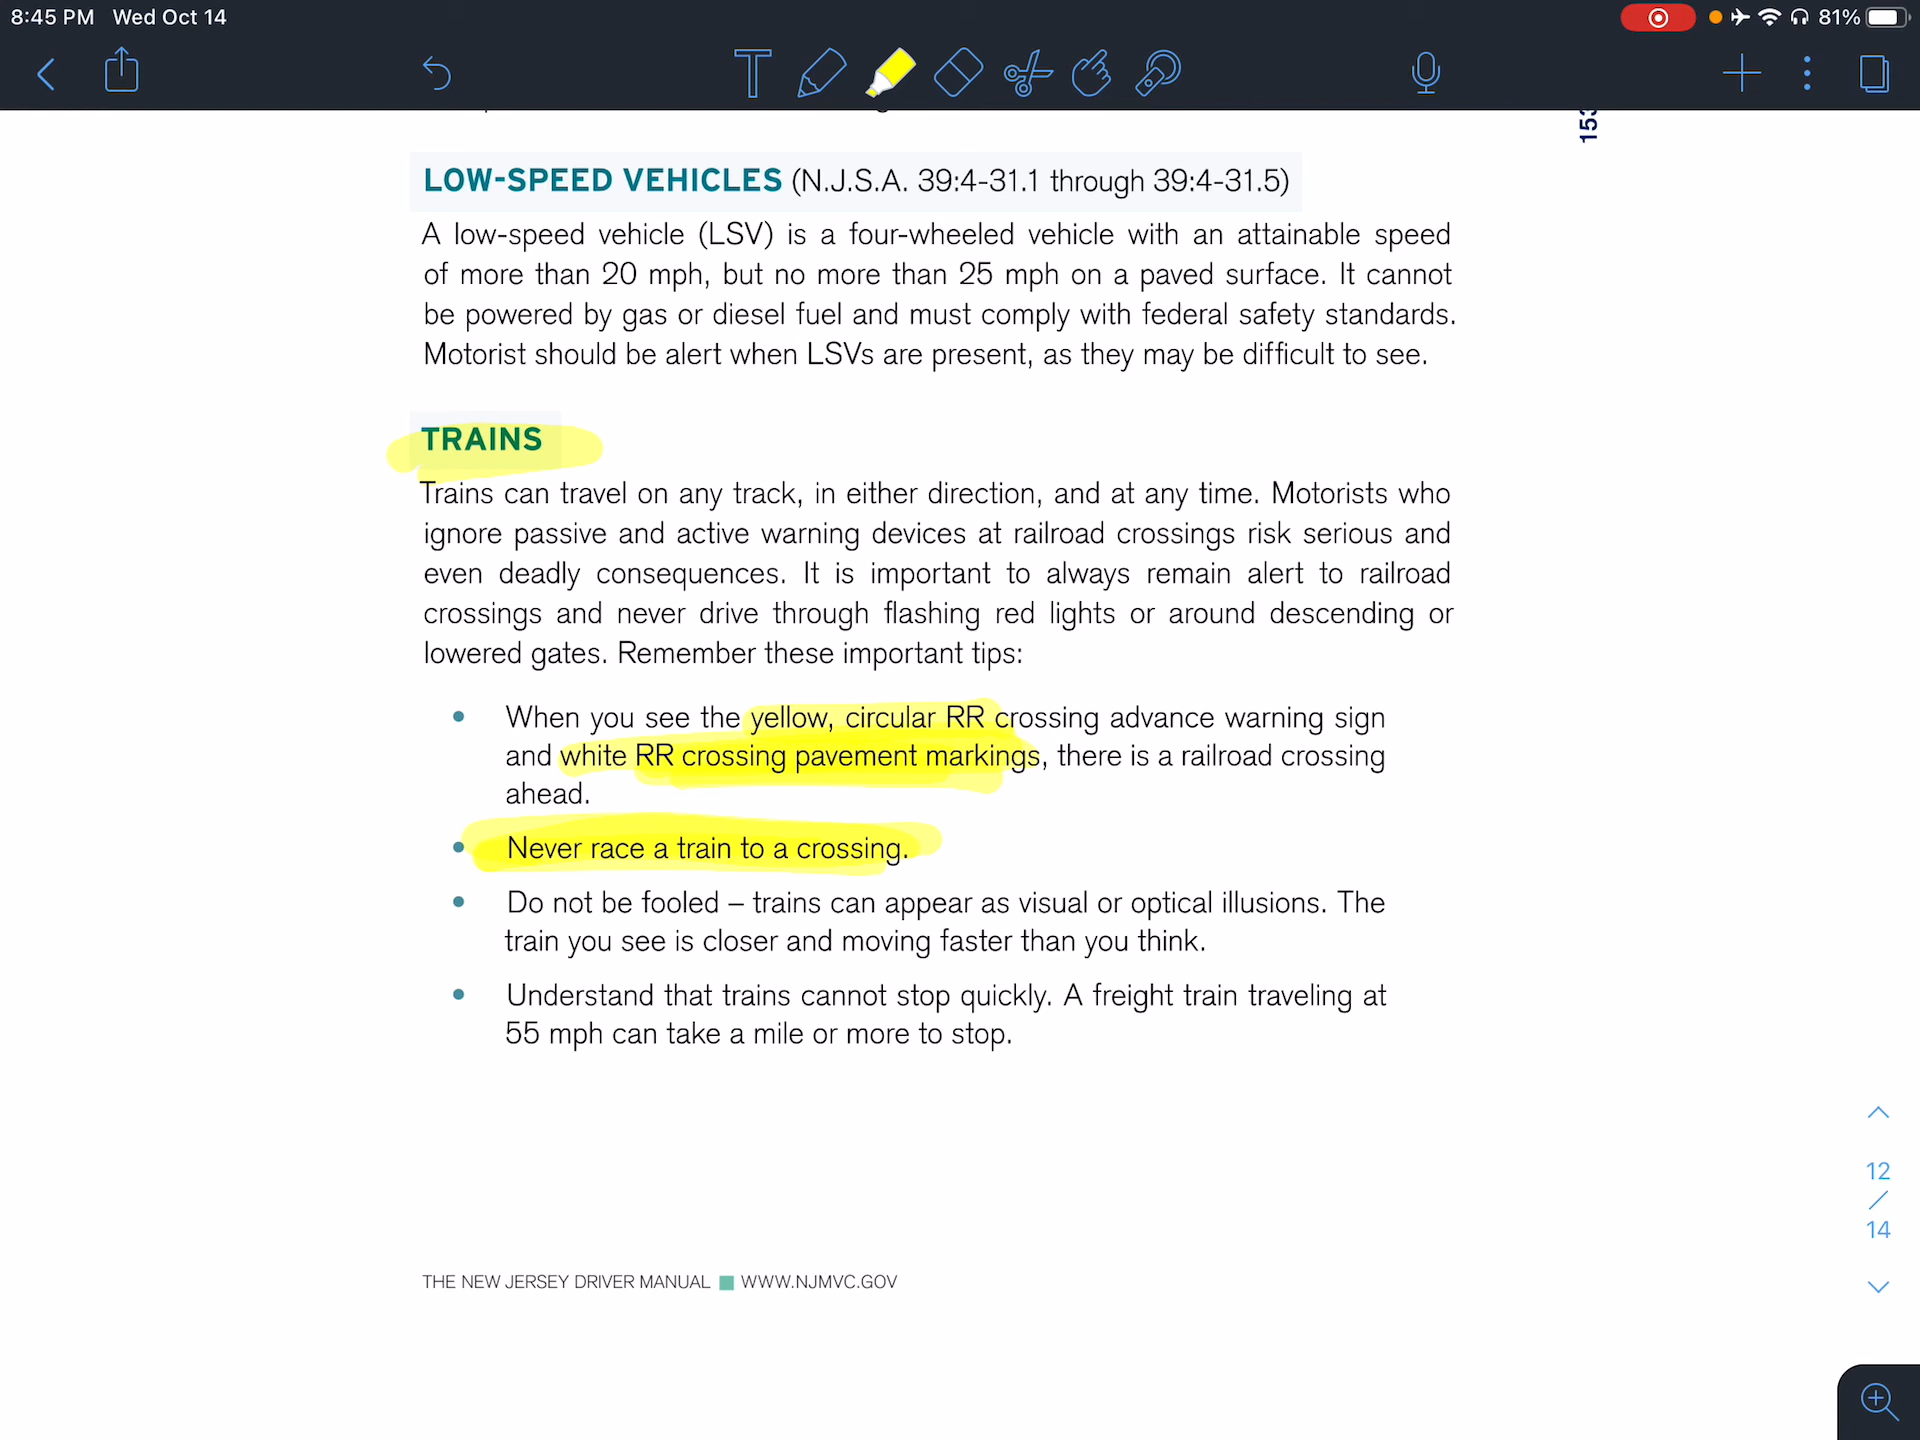 8:45 PM Wed Oct 14
81%
153
LOW-SPEED VEHICLES (N.J.S.A. 39:4-31.1 through 39:4-31.5)
A low-speed vehicle (LSV) is a four-wheeled vehicle with an attainable speed
of more than 20 mph, but no more than 25 mph on a paved surface. It cannot
be powered by gas or diesel fuel and must comply with federal safety standards.
Motorist should be alert when LSVs are present, as they may be difficult to see.
TRAINS
Trains can travel on any track, in either direction, and at any time. Motorists who
ignore passive and active warning devices at railroad crossings risk serious and
even deadly consequences. It is important to always remain alert to railroad
crossings and never drive through flashing red lights or around descending or
lowered gates. Remember these important tips:
• When you see the yellow, circular RR crossing advance warning sign
and white RR crossing pavement markings, there is a railroad crossing
ahead.
• Never race a train to a crossing.
• Do not be fooled – trains can appear as visual or optical illusions. The
train you see is closer and moving faster than you think.
• Understand that trains cannot stop quickly. A freight train traveling at
55 mph can take a mile or more to stop.
12
/
14
THE NEW JERSEY DRIVER MANUAL ■ WWW.NJMVC.GOV